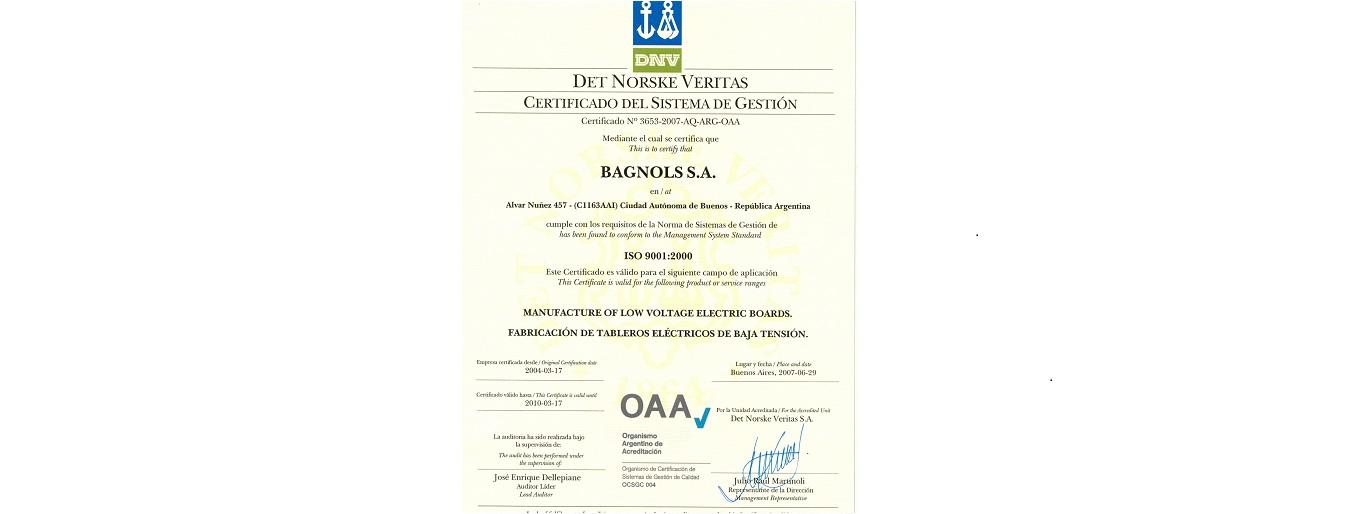 DNV
DET NORSKE VERITAS
CERTIFICADO DEL SISTEMA DE GESTIÓN
Certificado Nº 3653-2007-AQ-ARG-OAA
Mediante el cual se certifica que
This is to certify that
BAGNOLS S.A.
en / at
Alvar Nuñez 457 - (C1163AAI) Ciudad Autónoma de Buenos - República Argentina
cumple con los requisitos de la Norma de Sistemas de Gestión de
has been found to conform to the Management System Standard
ISO 9001:2000
Este Certificado es válido para el siguiente campo de aplicación
This Certificate is valid for the following product or service ranges
MANUFACTURE OF LOW VOLTAGE ELECTRIC BOARDS.
FABRICACIÓN DE TABLEROS ELÉCTRICOS DE BAJA TENSIÓN.
Empresa certificada desde / Original Certification date
2004-03-17
Lugar y fecha / Place and date
Buenos Aires, 2007-06-29
Certificado válido hasta / This Certificate is valid until
2010-03-17
OAA
Organismo
Argentino de
Acreditación
Organismo de Certificación de
Sistemas de Gestión de Calidad
OCSGC 004
Por la Unidad Acreditada / For the Accredited Unit
Det Norske Veritas S.A.
La auditoría ha sido realizada bajo
la supervisión de:
The audit has been performed under
the supervision of:
José Enrique Dellepiane
Auditor Líder
Lead Auditor
Julio Raúl Martinoli
Representante de la Dirección
Management Representative
DET NORSKE VERITAS
1864